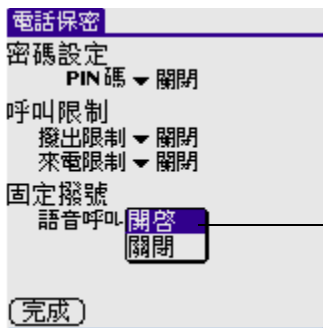 電話保密
密碼設定
PIN碼 關閉
呼叫限制
撥出限制 關閉
來電限制 關閉
固定撥號
語音呼叫 開啓
關閉
完成